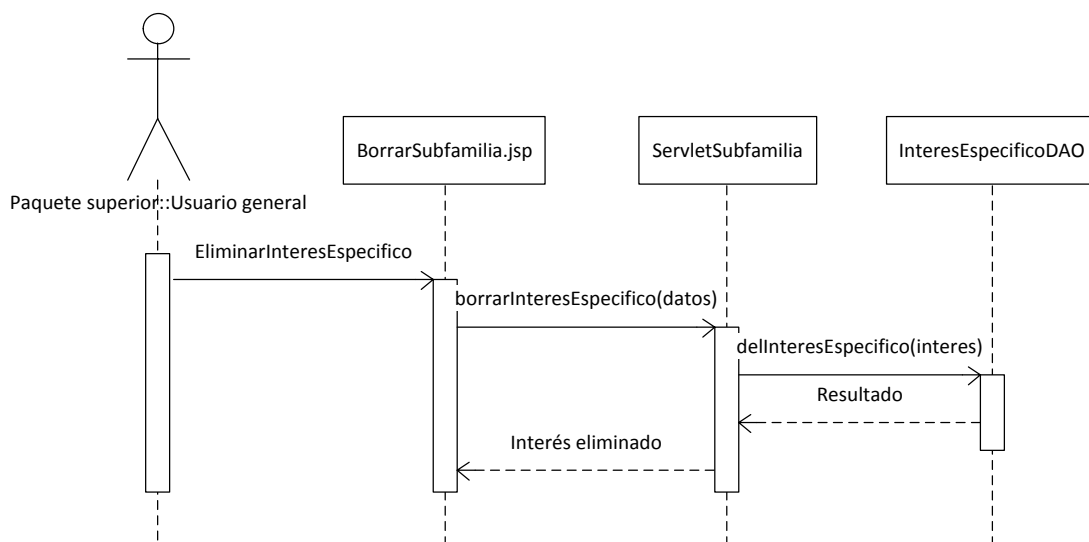 BorrarSubfamilia.jsp
ServletSubfamilia
InteresEspecificoDAO
Paquete superior::Usuario general
EliminarInteresEspecifico
borrarInteresEspecifico(datos)
delInteresEspecifico(interes)
Resultado
Interés eliminado